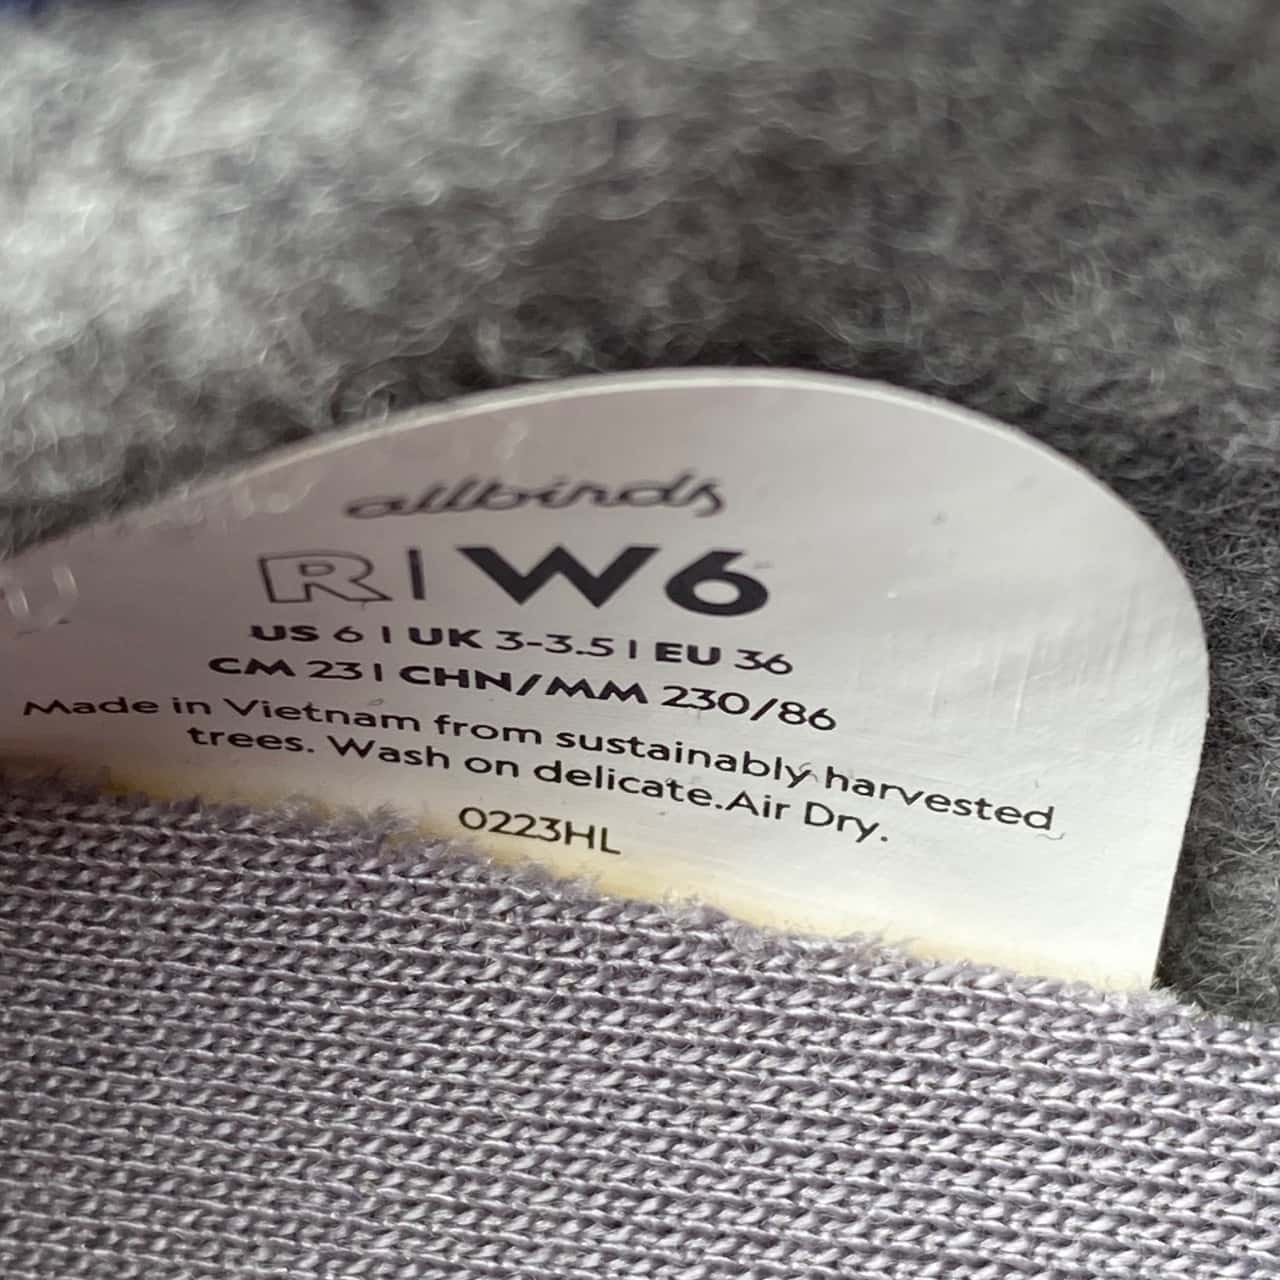 allbirds
R | W6
US 6 | UK 3-3.5 | EU 36
CM 23 | CHN/MM 230/86
Made in Vietnam from sustainably harvested
trees. Wash on delicate.Air Dry.
0223HL